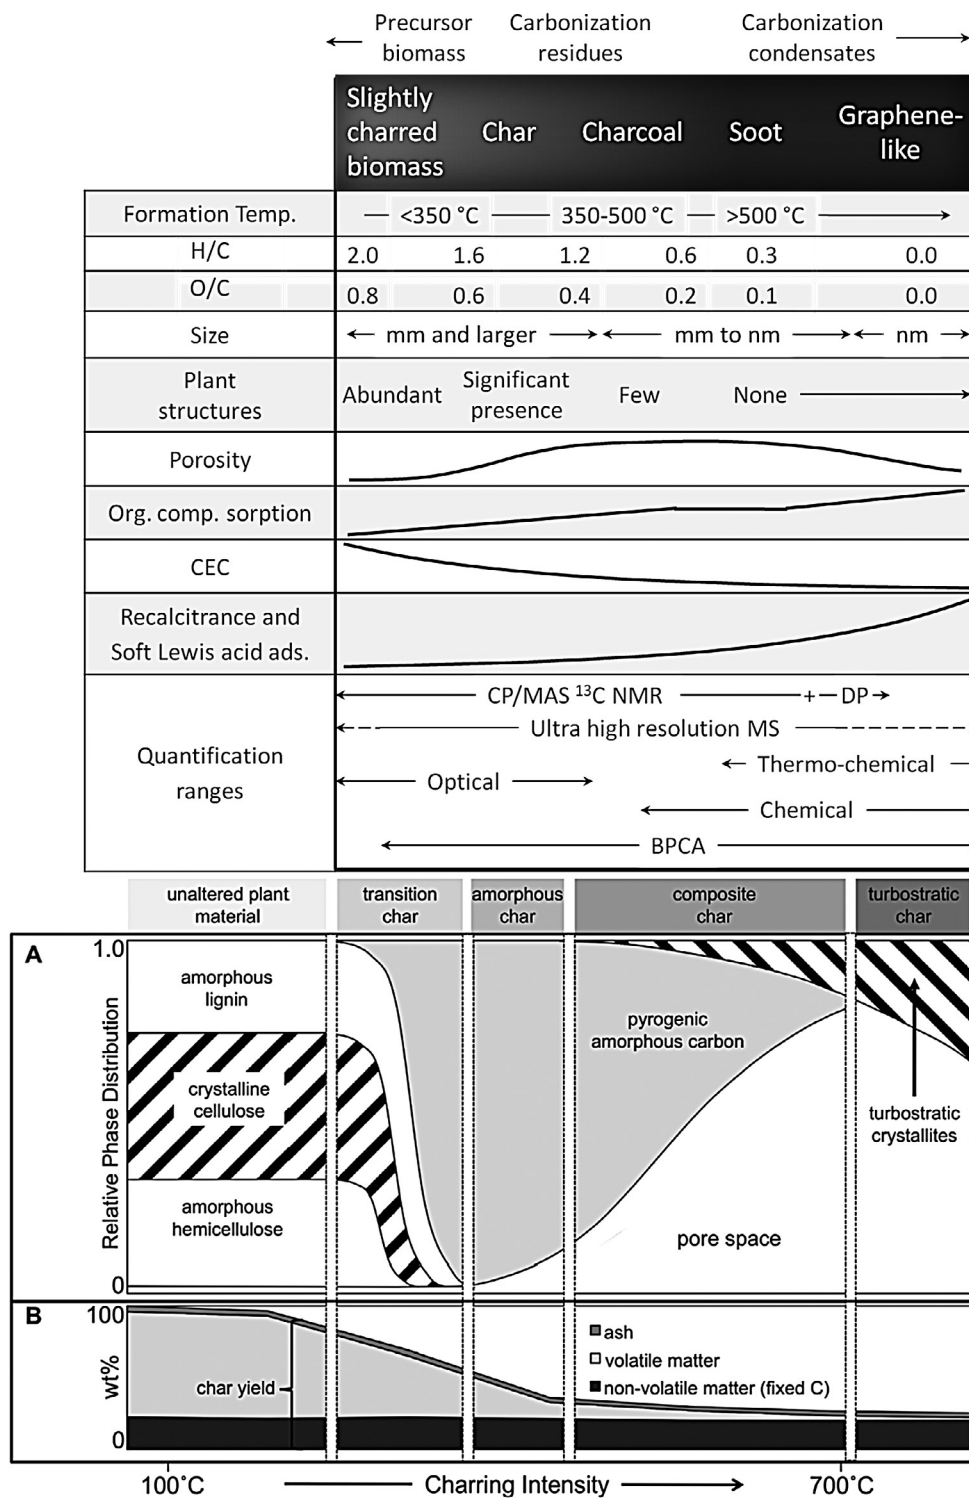 Precursor biomass
Carbonization residues
Carbonization condensates
Slightly charred biomass
Char
Charcoal
Soot
Graphene-like
Formation Temp.
<350 °C
350-500 °C
>500 °C
H/C
2.0
1.6
1.2
0.6
0.3
0.0
O/C
0.8
0.6
0.4
0.2
0.1
0.0
Size
mm and larger
mm to nm
nm
Plant structures
Abundant
Significant presence
Few
None
Porosity
Org. comp. sorption
CEC
Recalcitrance and
Soft Lewis acid ads.
Quantification ranges
CP/MAS ¹³C NMR
+ DP
Ultra high resolution MS
Thermo-chemical
Optical
Chemical
BPCA
unaltered plant material
transition char
amorphous char
composite char
turbostratic char
A
Relative Phase Distribution
1.0
0
amorphous lignin
crystalline cellulose
amorphous hemicellulose
pyrogenic amorphous carbon
pore space
turbostratic crystallites
B
wt%
100
0
char yield
ash
volatile matter
non-volatile matter (fixed C)
100°C
Charring Intensity
700°C